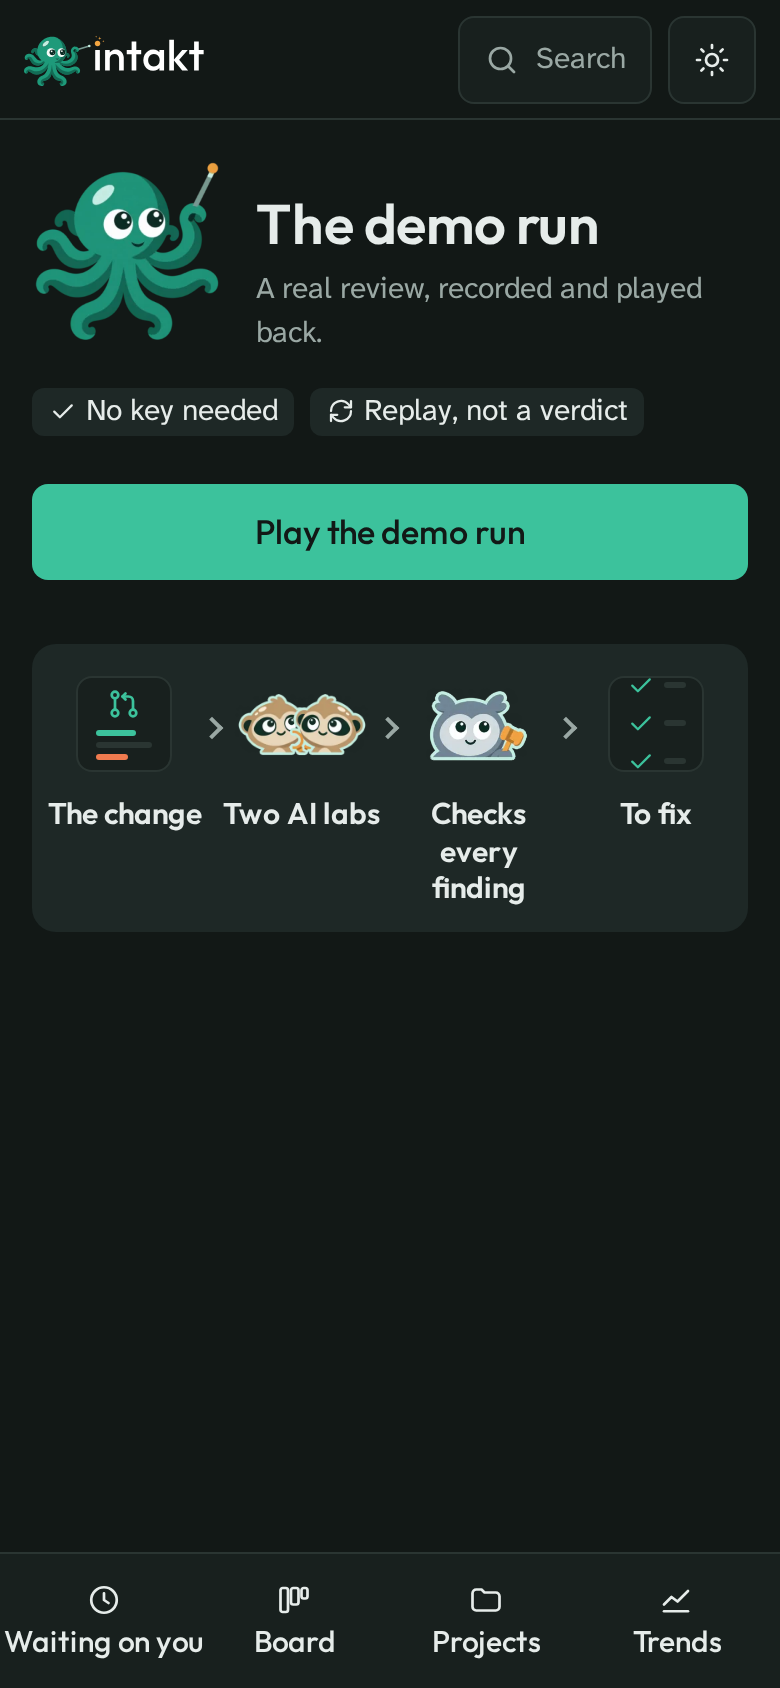 intakt
Search
The demo run
A real review, recorded and played
back.
No key needed
Replay, not a verdict
Play the demo run
The change
Two AI labs
Checks
every
finding
To fix
Waiting on you
Board
Projects
Trends